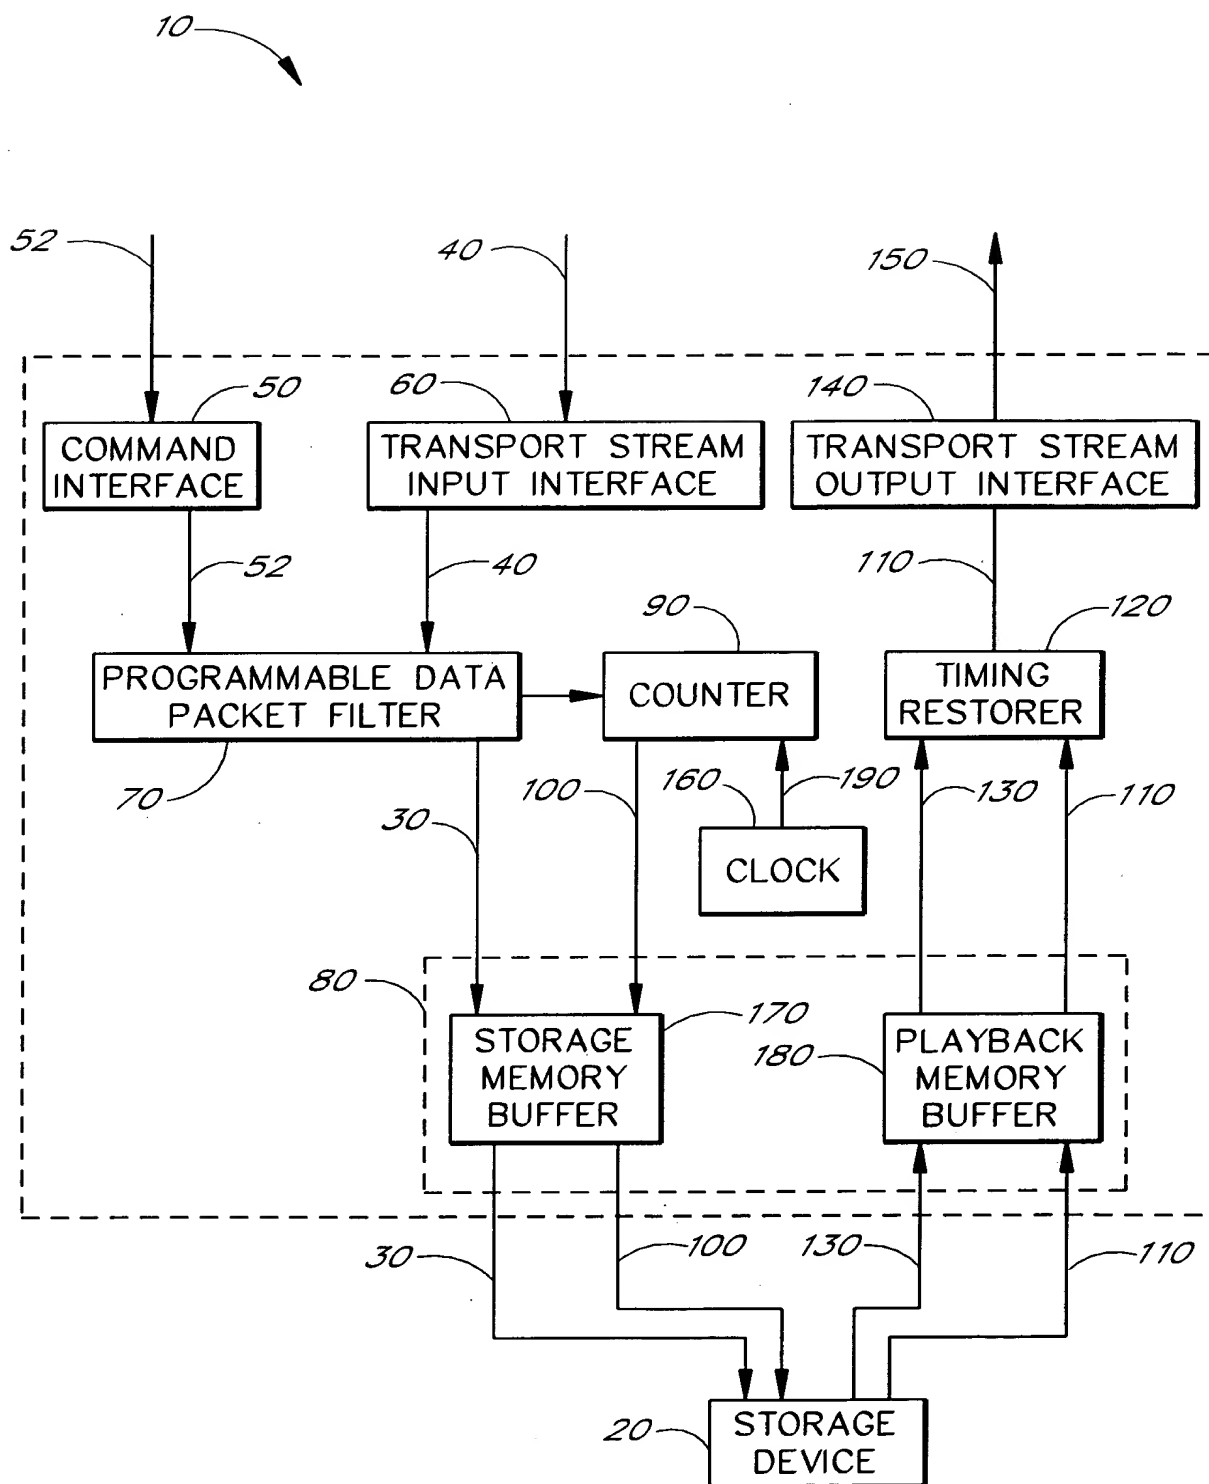 10
52
40
150
50
60
140
COMMAND
INTERFACE
TRANSPORT STREAM
INPUT INTERFACE
TRANSPORT STREAM
OUTPUT INTERFACE
52
40
90
110
120
PROGRAMMABLE DATA
PACKET FILTER
COUNTER
TIMING
RESTORER
70
30
100
160
190
130
110
CLOCK
80
170
180
STORAGE
MEMORY
BUFFER
PLAYBACK
MEMORY
BUFFER
30
100
130
110
20
STORAGE
DEVICE